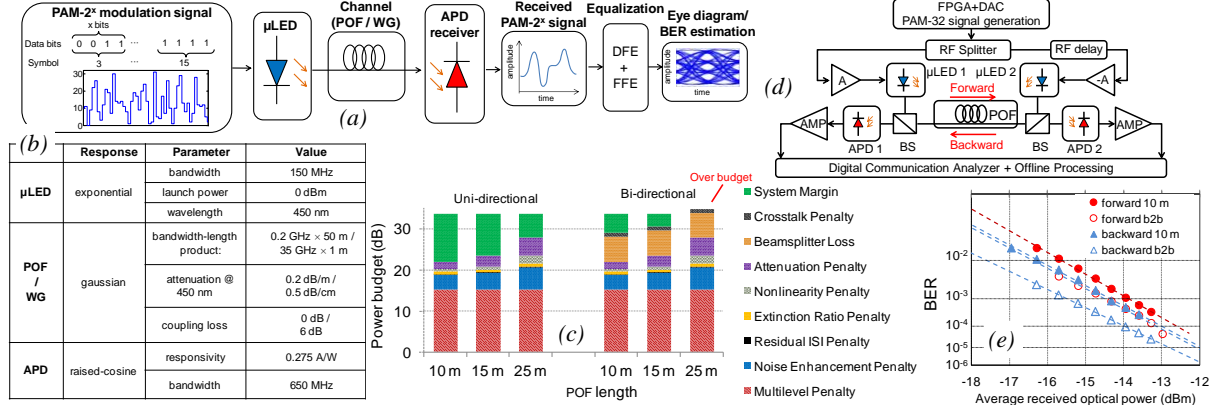 PAM-2ˣ modulation signal
x bits
Data bits 0 0 1 1 ... 1 1 1 1
Symbol 3 ... 15
µLED
Channel
(POF / WG)
APD
receiver
Received
PAM-2ˣ signal
amplitude
time
Equalization
DFE
+
FFE
Eye diagram/
BER estimation
amplitude
time
(a)
(b)
Response Parameter Value
µLED exponential bandwidth 150 MHz
launch power 0 dBm
wavelength 450 nm
POF / WG gaussian bandwidth-length product: 0.2 GHz × 50 m / 35 GHz × 1 m
attenuation @ 450 nm 0.2 dB/m / 0.5 dB/cm
coupling loss 0 dB / 6 dB
APD raised-cosine responsivity 0.275 A/W
bandwidth 650 MHz
Over budget
Uni-directional Bi-directional
Power budget (dB)
30
20
10
0
10 m 15 m 25 m 10 m 15 m 25 m
POF length
(c)
System Margin
Crosstalk Penalty
Beamsplitter Loss
Attenuation Penalty
Nonlinearity Penalty
Extinction Ratio Penalty
Residual ISI Penalty
Noise Enhancement Penalty
Multilevel Penalty
(d)
FPGA+DAC
PAM-32 signal generation
RF Splitter
RF delay
A
µLED 1 µLED 2
-A
Forward
POF
Backward
AMP
APD 1
BS
BS
APD 2
AMP
Digital Communication Analyzer + Offline Processing
forward 10 m
forward b2b
backward 10 m
backward b2b
BER
10⁻²
10⁻³
10⁻⁴
10⁻⁵
10⁻⁶
(e)
-18 -17 -16 -15 -14 -13 -12
Average received optical power (dBm)